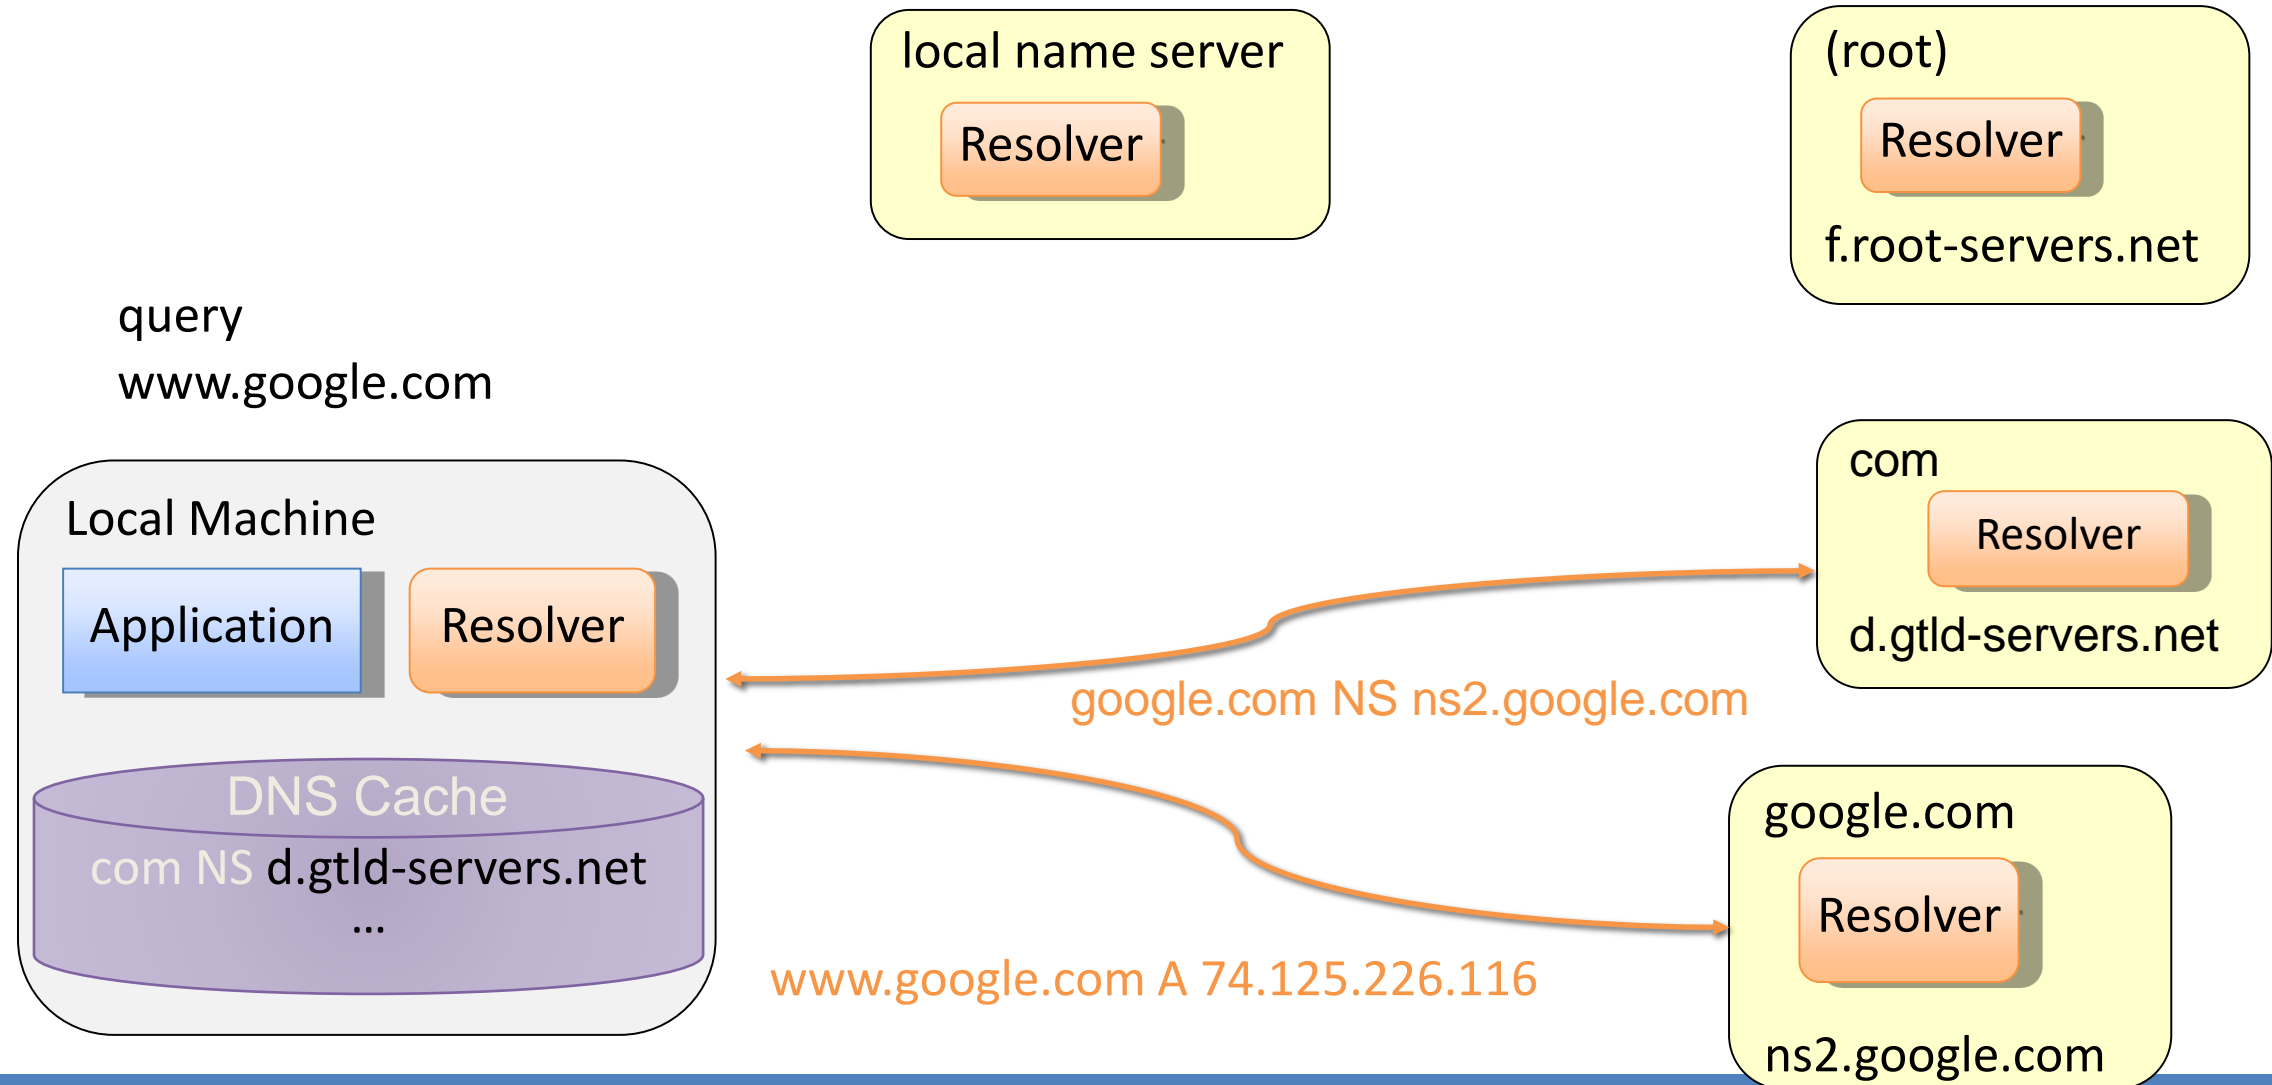 local name server
Resolver
(root)
Resolver
f.root-servers.net
query
www.google.com
com
Resolver
d.gtld-servers.net
Local Machine
Application
Resolver
google.com NS ns2.google.com
DNS Cache
com NS d.gtld-servers.net
...
www.google.com A 74.125.226.116
google.com
Resolver
ns2.google.com